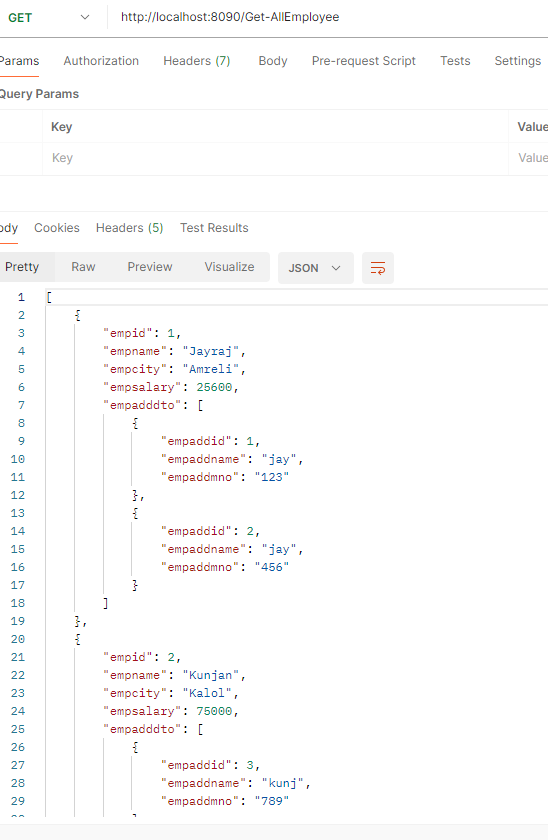 GET http://localhost:8090/Get-AllEmployee
Params Authorization Headers (7) Body Pre-request Script Tests Settings
Query Params
Key Value
Key Value
Body Cookies Headers (5) Test Results
Pretty Raw Preview Visualize JSON
1 [
2 {
3 "empid": 1,
4 "empname": "Jayraj",
5 "empcity": "Amreli",
6 "empsalary": 25600,
7 "empadddto": [
8 {
9 "empaddid": 1,
10 "empaddname": "jay",
11 "empaddmno": "123"
12 },
13 {
14 "empaddid": 2,
15 "empaddname": "jay",
16 "empaddmno": "456"
17 }
18 ]
19 },
20 {
21 "empid": 2,
22 "empname": "Kunjan",
23 "empcity": "Kalol",
24 "empsalary": 75000,
25 "empadddto": [
26 {
27 "empaddid": 3,
28 "empaddname": "kunj",
29 "empaddmno": "789"